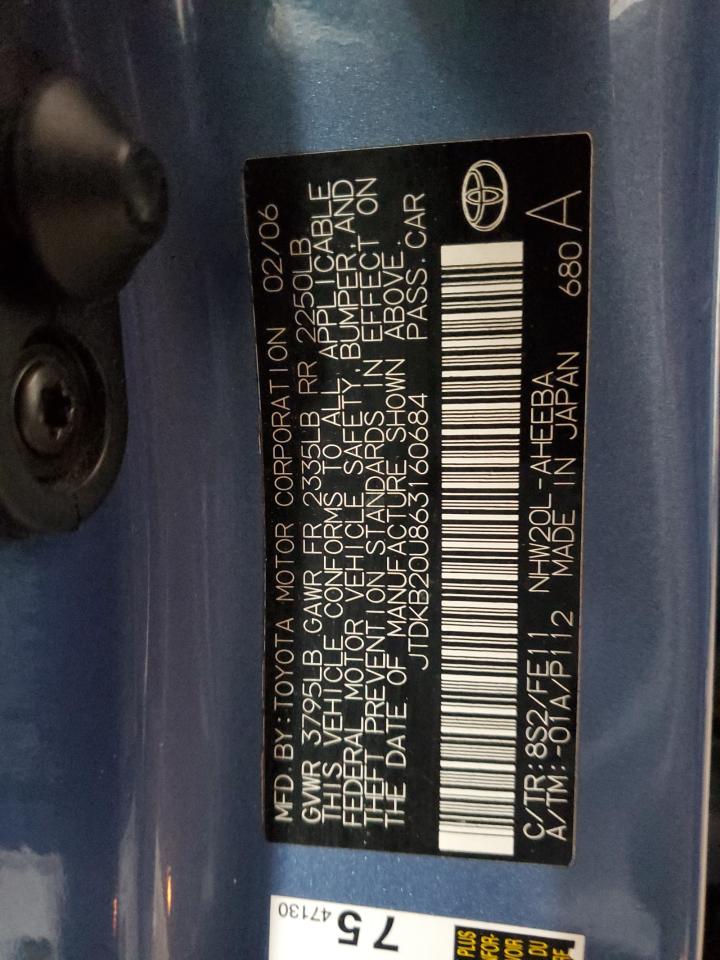 MFD. BY: TOYOTA MOTOR CORPORATION 02/06
GVWR 3795LB GAWR FR 2335LB RR 2250LB
THIS VEHICLE CONFORMS TO ALL APPLICABLE
FEDERAL MOTOR VEHICLE SAFETY, BUMPER, AND
THEFT PREVENTION STANDARDS IN EFFECT ON
THE DATE OF MANUFACTURE SHOWN ABOVE.
JTDKB20U863160684 PASS. CAR
C/TR: 8S2/FE11 NHW20L-AHEEBA 680 A
A/TM: -01A/P112 MADE IN JAPAN
47130
75
PLUS
DU